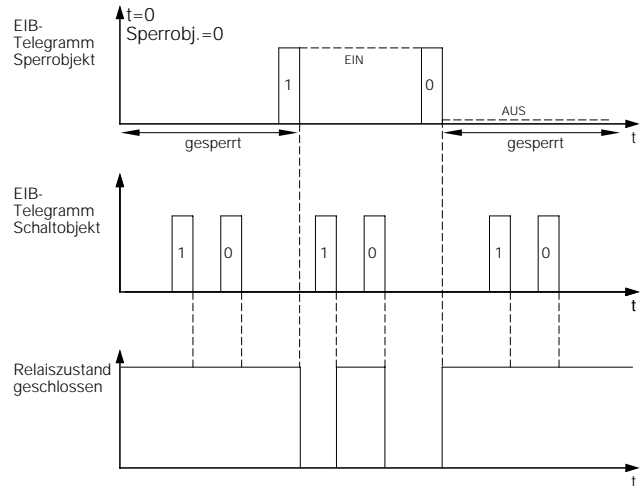 t=0
EIB-
Telegramm
Sperrobjekt
Sperrobj.=0
EIN
1
0
AUS
gesperrt
gesperrt
t
EIB-
Telegramm
Schaltobjekt
1
0
1
0
1
0
t
Relaiszustand
geschlossen
t